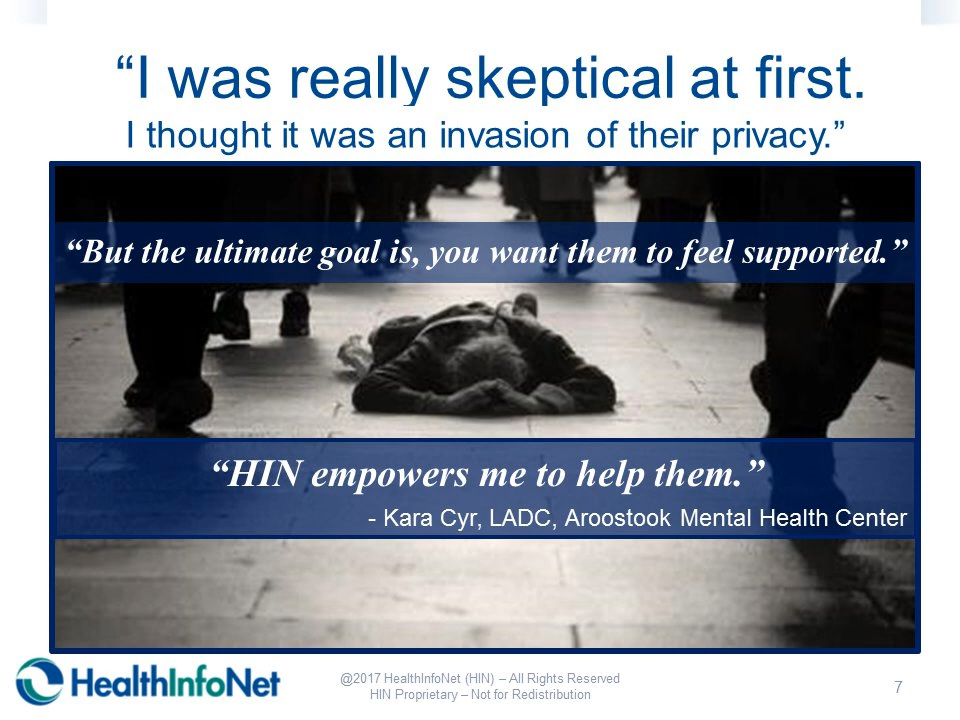 “I was really skeptical at first.
I thought it was an invasion of their privacy.”
“But the ultimate goal is, you want them to feel supported.”
“HIN empowers me to help them.”
- Kara Cyr, LADC, Aroostook Mental Health Center
HealthInfoNet
@2017 HealthInfoNet (HIN) – All Rights Reserved
HIN Proprietary – Not for Redistribution
7